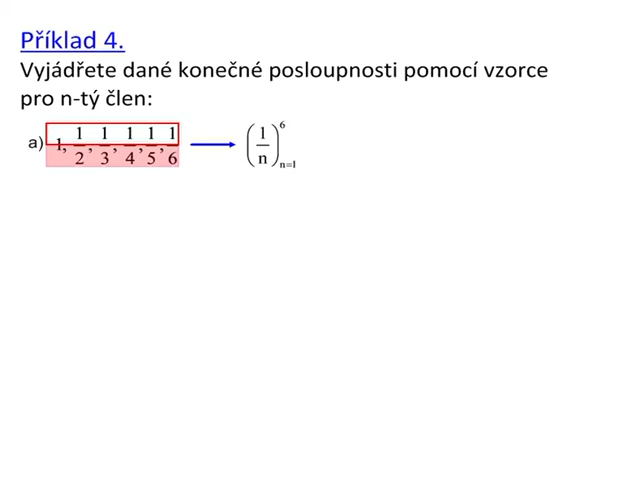 Příklad 4.
Vyjádřete dané konečné posloupnosti pomocí vzorce
pro n-tý člen:
a) 1, 1/2, 1/3, 1/4, 1/5, 1/6 → (1/n)_{n=1}^{6}